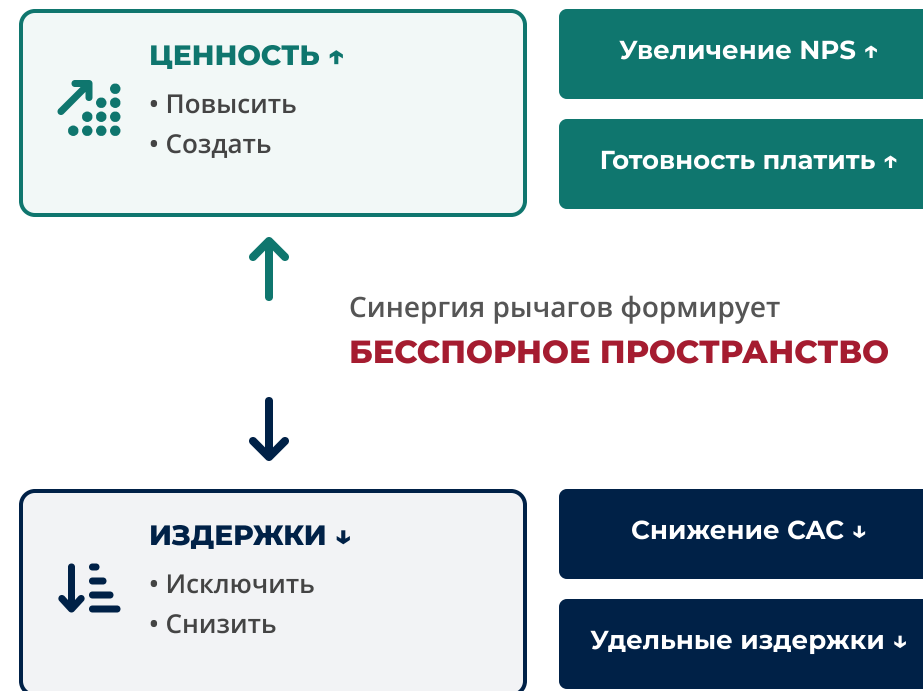 ЦЕННОСТЬ ↑
• Повысить
• Создать
Увеличение NPS ↑
Готовность платить ↑
Синергия рычагов формирует
БЕССПОРНОЕ ПРОСТРАНСТВО
ИЗДЕРЖКИ ↓
• Исключить
• Снизить
Снижение CAC ↓
Удельные издержки ↓